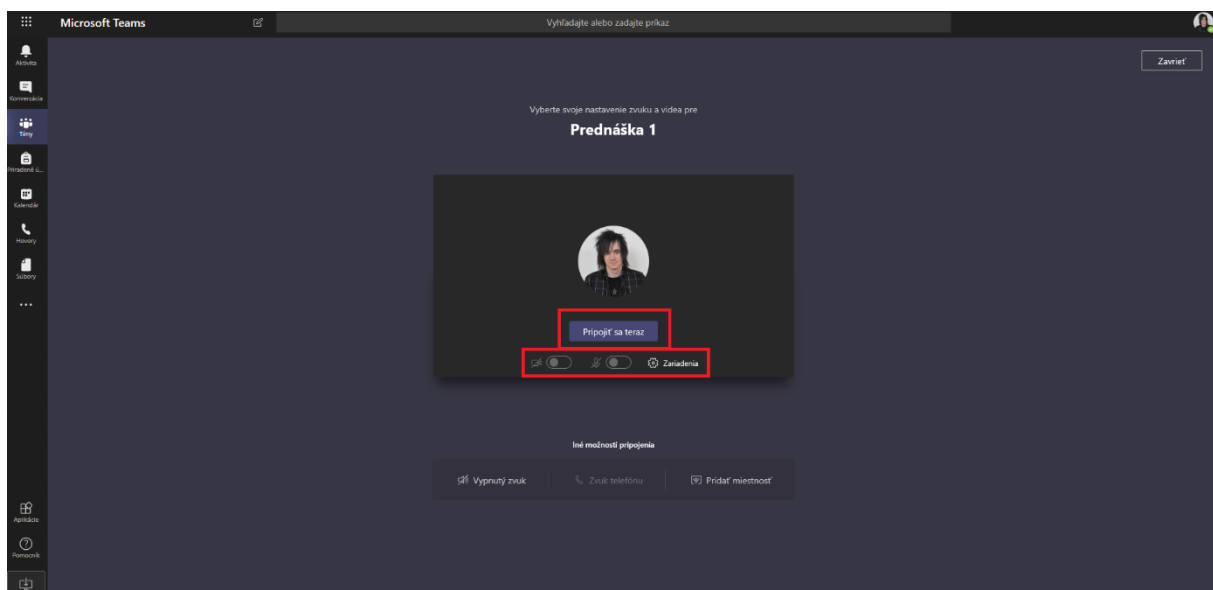 Microsoft Teams
Vyhľadajte alebo zadajte príkaz
Aktivita
Konverzácia
Tímy
Priradené ú...
Kalendár
Hovory
Súbory
Zavrieť
Vyberte svoje nastavenie zvuku a videa pre
Prednáška 1
Pripojiť sa teraz
Zariadenia
Iné možnosti pripojenia
Vypnutý zvuk
Zvuk telefónu
Pridať miestnosť
Aplikácie
Pomocník